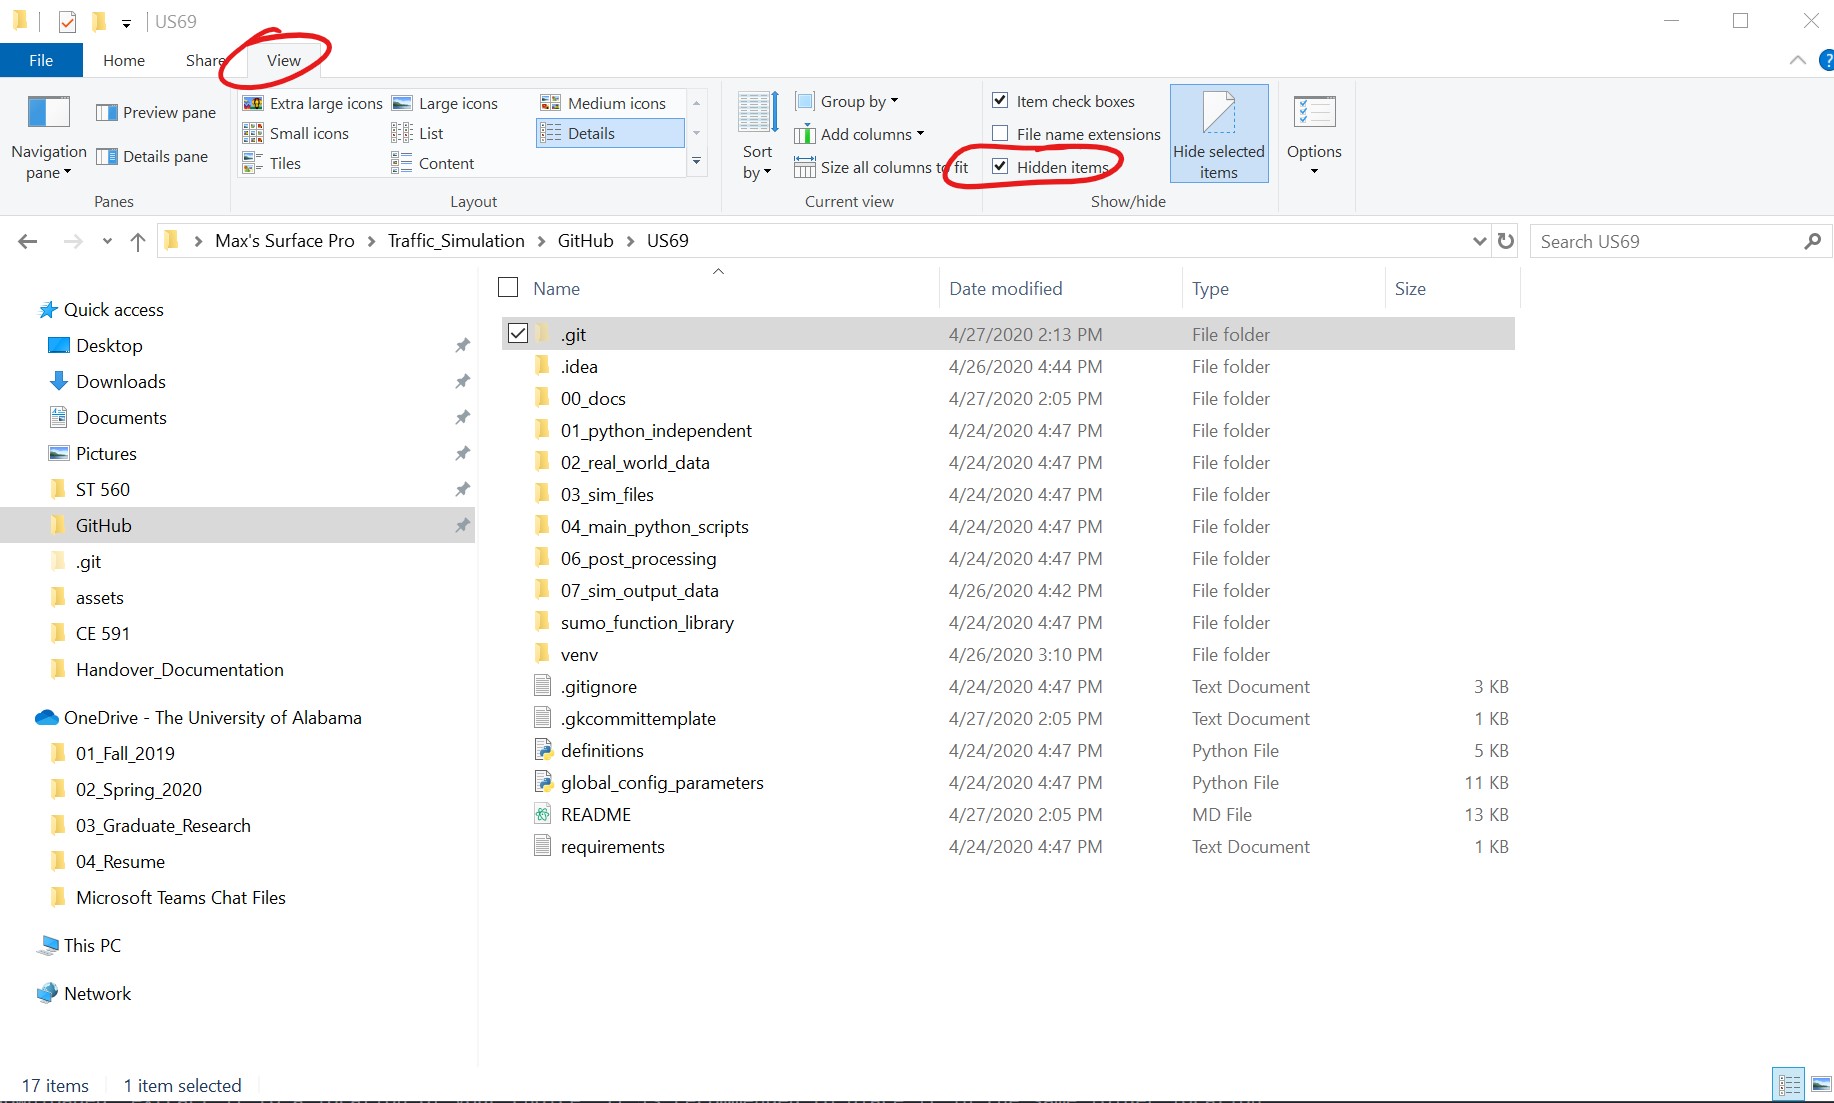 US69
File Home Share View
Preview pane
Navigation pane
Details pane
Panes
Extra large icons Large icons Medium icons
Small icons List Details
Tiles Content
Layout
Sort by
Group by
Add columns
Size all columns to fit
Current view
Item check boxes
File name extensions
Hidden items
Hide selected items
Show/hide
Options
Max's Surface Pro > Traffic_Simulation > GitHub > US69
Search US69
Quick access
Desktop
Downloads
Documents
Pictures
ST 560
GitHub
.git
assets
CE 591
Handover_Documentation
OneDrive - The University of Alabama
01_Fall_2019
02_Spring_2020
03_Graduate_Research
04_Resume
Microsoft Teams Chat Files
This PC
Network
Name Date modified Type Size
.git 4/27/2020 2:13 PM File folder
.idea 4/26/2020 4:44 PM File folder
00_docs 4/27/2020 2:05 PM File folder
01_python_independent 4/24/2020 4:47 PM File folder
02_real_world_data 4/24/2020 4:47 PM File folder
03_sim_files 4/24/2020 4:47 PM File folder
04_main_python_scripts 4/24/2020 4:47 PM File folder
06_post_processing 4/24/2020 4:47 PM File folder
07_sim_output_data 4/26/2020 4:42 PM File folder
sumo_function_library 4/24/2020 4:47 PM File folder
venv 4/26/2020 3:10 PM File folder
.gitignore 4/24/2020 4:47 PM Text Document 3 KB
.gkcommittemplate 4/27/2020 2:05 PM Text Document 1 KB
definitions 4/24/2020 4:47 PM Python File 5 KB
global_config_parameters 4/24/2020 4:47 PM Python File 11 KB
README 4/27/2020 2:05 PM MD File 13 KB
requirements 4/24/2020 4:47 PM Text Document 1 KB
17 items 1 item selected